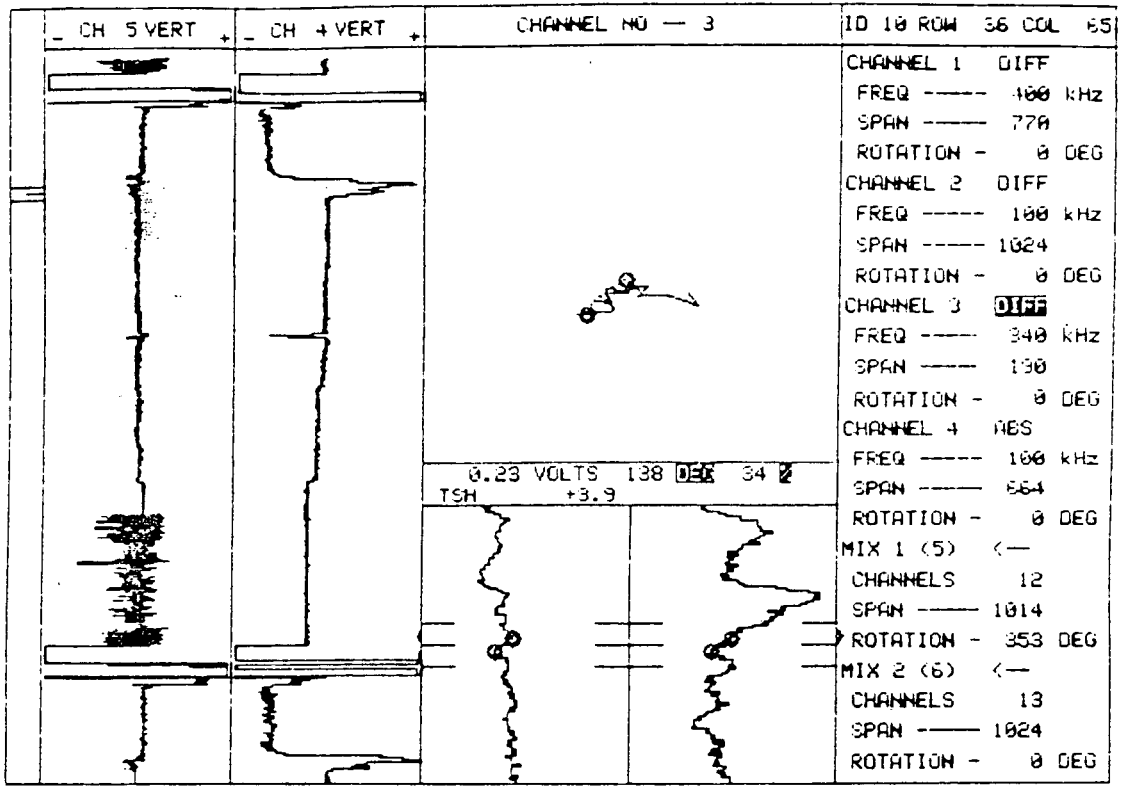 _ CH 5 VERT +
_ CH 4 VERT +
CHANNEL NO — 3
ID 10 ROW 36 COL 65
0.23 VOLTS 138 DEG 34 %
TSH +3.9
CHANNEL 1 DIFF
FREQ ----- 400 kHz
SPAN ----- 770
ROTATION - 0 DEG
CHANNEL 2 DIFF
FREQ ----- 100 kHz
SPAN ----- 1024
ROTATION - 0 DEG
CHANNEL 3 DIFF
FREQ ----- kHz
SPAN ----- 190
ROTATION - 0 DEG
CHANNEL 4 ABS
FREQ ----- 100 kHz
SPAN ----- 664
ROTATION - 0 DEG
MIX 1 (5) <—
CHANNELS 12
SPAN ----- 1014
ROTATION - 353 DEG
MIX 2 (6) <—
CHANNELS 13
SPAN ----- 1024
ROTATION - 0 DEG